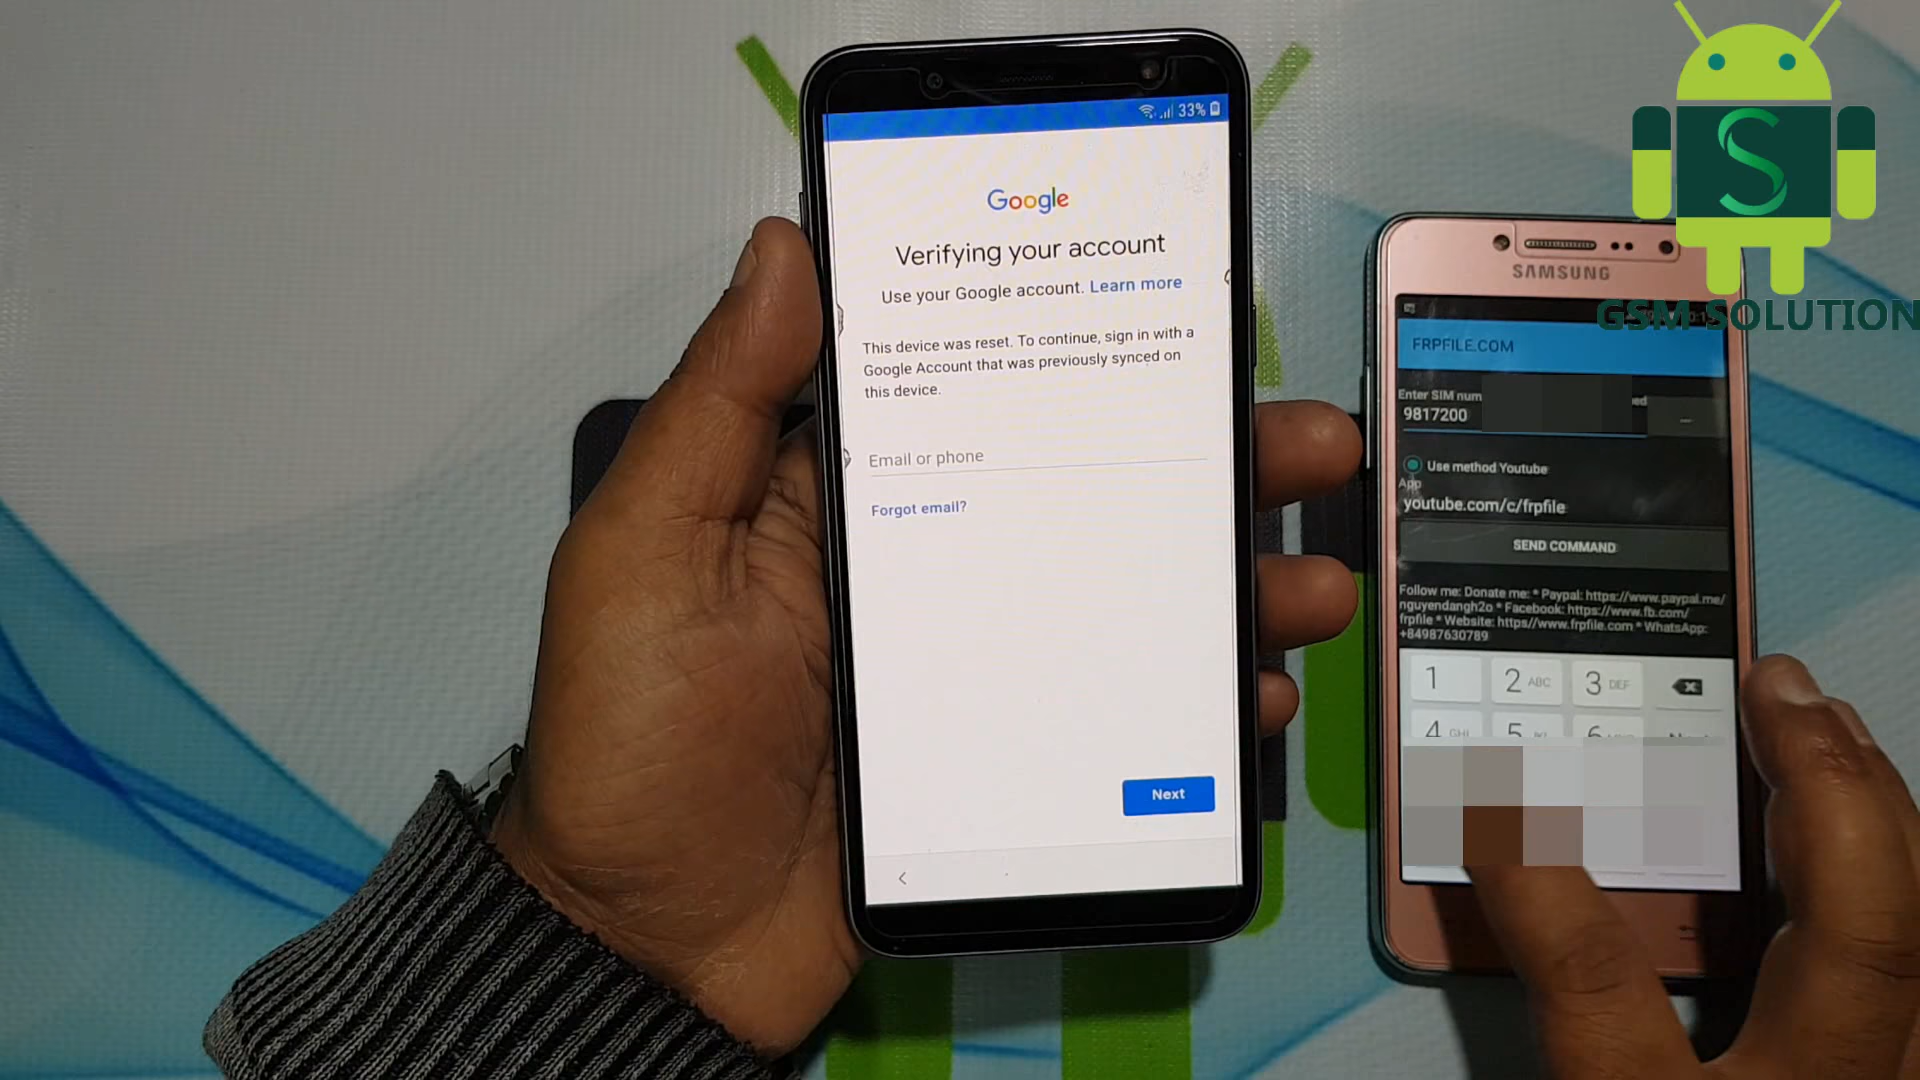 33%
Google
Verifying your account
Use your Google account. Learn more
This device was reset. To continue, sign in with a
Google Account that was previously synced on
this device.
Email or phone
Forgot email?
Next
S
GSM SOLUTION
SAMSUNG
FRPFILE.COM
Enter SIM num
9817200
Use method Youtube
App
youtube.com/c/frpfile
SEND COMMAND
Follow me: Donate me: * Paypal: https://www.paypal.me/
nguyendangh2o * Facebook: https://www.fb.com/
frpfile * Website: https//www.frpfile.com * WhatsApp:
+84987630789
1
2 ABC
3 DEF
4 GHI
5
6